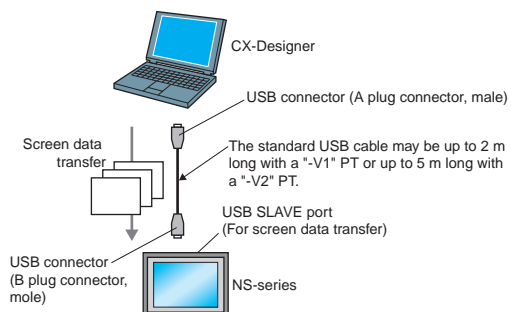 CX-Designer
USB connector (A plug connector, male)
Screen data
transfer
The standard USB cable may be up to 2 m
long with a "-V1" PT or up to 5 m long with
a "-V2" PT.
USB SLAVE port
(For screen data transfer)
USB connector
(B plug connector,
mole)
NS-series